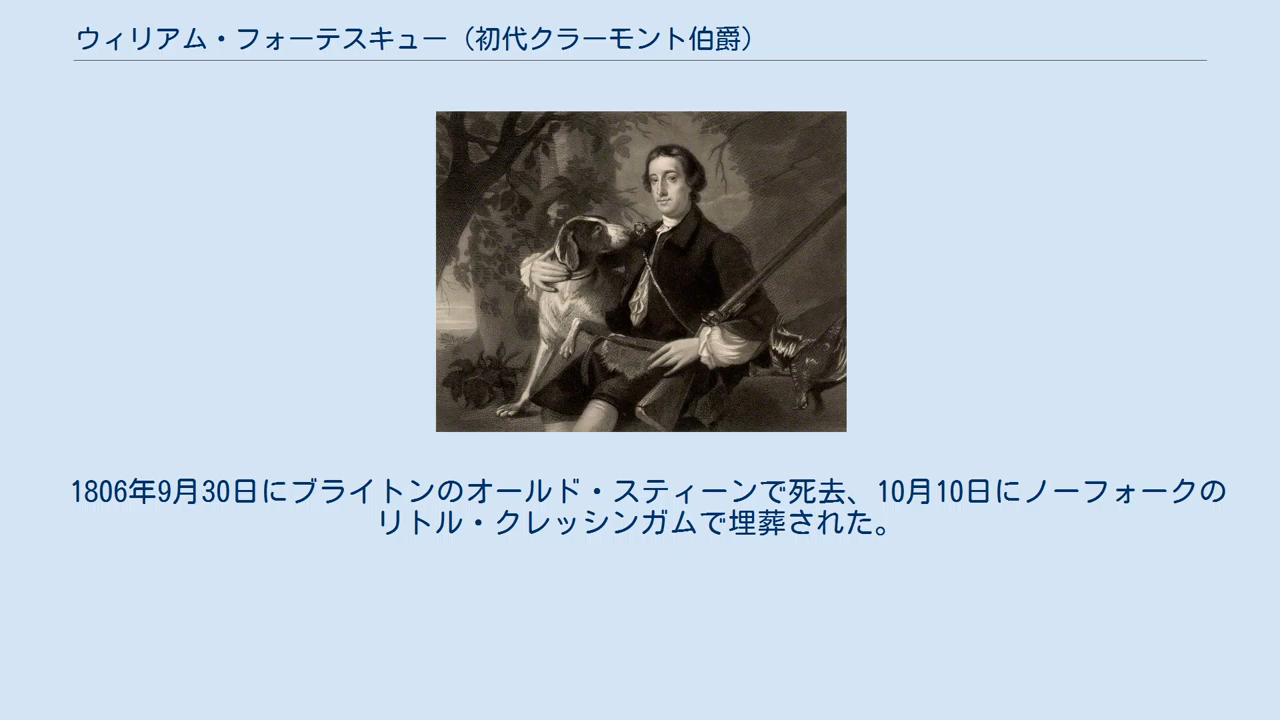 ウィリアム・フォーテスキュー（初代クラーモント伯爵）
1806年9月30日にブライトンのオールド・スティーンで死去、10月10日にノーフォークの
リトル・クレッシンガムで埋葬された。